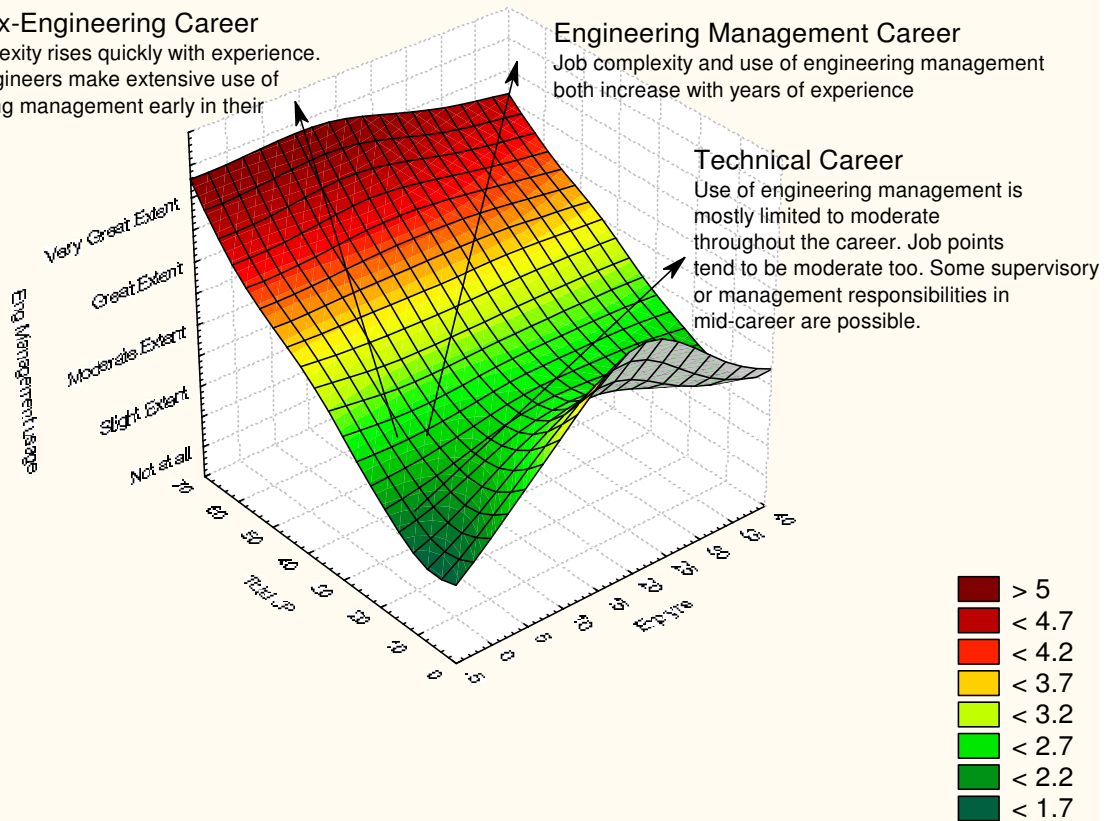 x-Engineering Career
exity rises quickly with experience.
gineers make extensive use of
ng management early in their
Engineering Management Career
Job complexity and use of engineering management
both increase with years of experience
Technical Career
Use of engineering management is
mostly limited to moderate
throughout the career. Job points
tend to be moderate too. Some supervisory
or management responsibilities in
mid-career are possible.
Very Great Extent
Great Extent
Moderate Extent
Slight Extent
Not at all
Eng Management usage
70
60
50
40
30
20
10
0
Total JP
-5
0
5
10
15
20
25
30
35
40
> 5
< 4.7
< 4.2
< 3.7
< 3.2
< 2.7
< 2.2
< 1.7